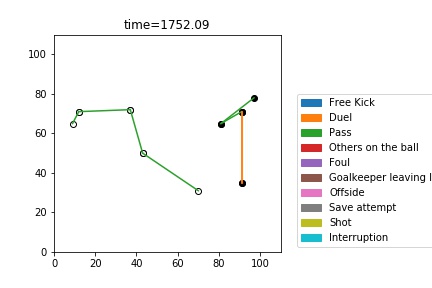 time=1752.09
100
80
60
40
20
0
0 20 40 60 80 100
Free Kick
Duel
Pass
Others on the ball
Foul
Goalkeeper leaving l
Offside
Save attempt
Shot
Interruption